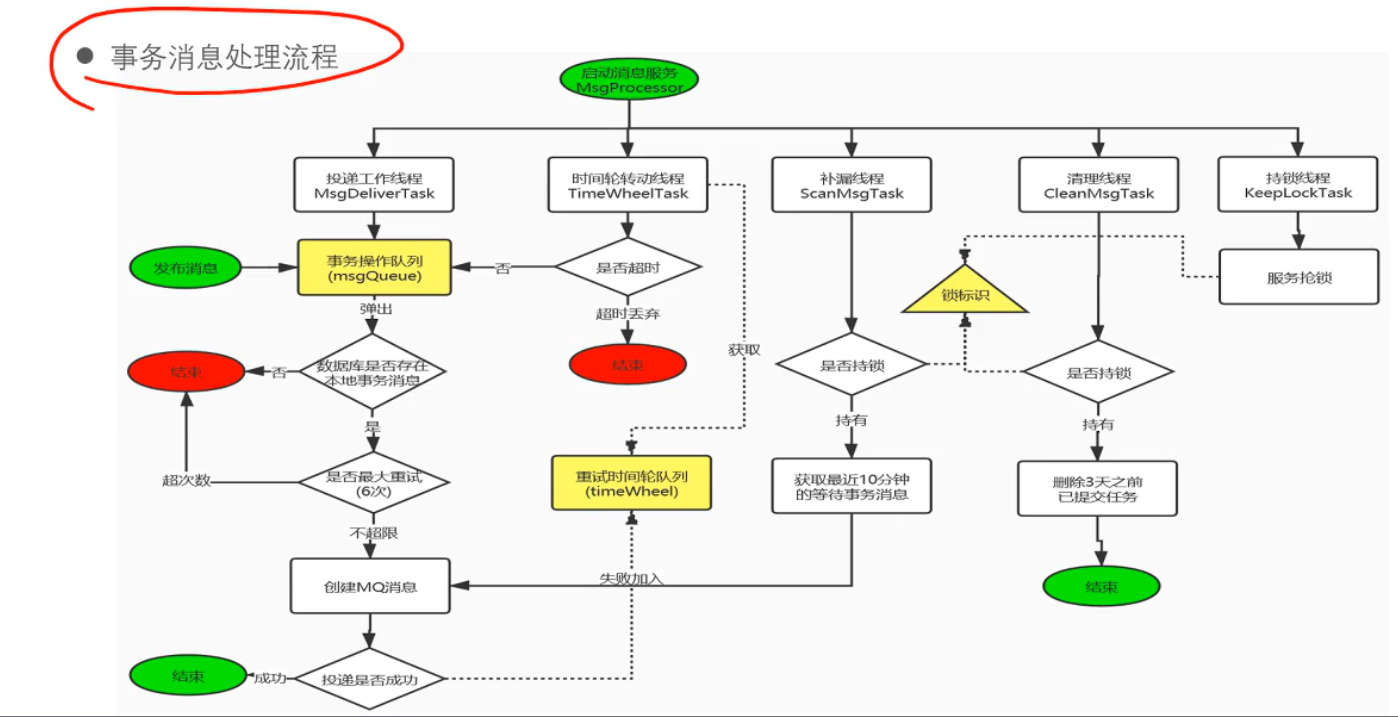 事务消息处理流程
启动消息服务
MsgProcessor
投递工作线程
MsgDeliverTask
时间轮转动线程
TimeWheelTask
补漏线程
ScanMsgTask
清理线程
CleanMsgTask
持锁线程
KeepLockTask
发布消息
事务操作队列
(msgQueue)
否
是否超时
锁标识
服务抢锁
弹出
超时丢弃
获取
结束
否
数据库是否存在
本地事务消息
结束
是否持锁
是否持锁
是
持有
持有
超次数
是否最大重试
(6次)
重试时间轮队列
(timeWheel)
获取最近10分钟
的等待事务消息
删除3天之前
已提交任务
不超限
创建MQ消息
失败加入
结束
结束
成功
投递是否成功